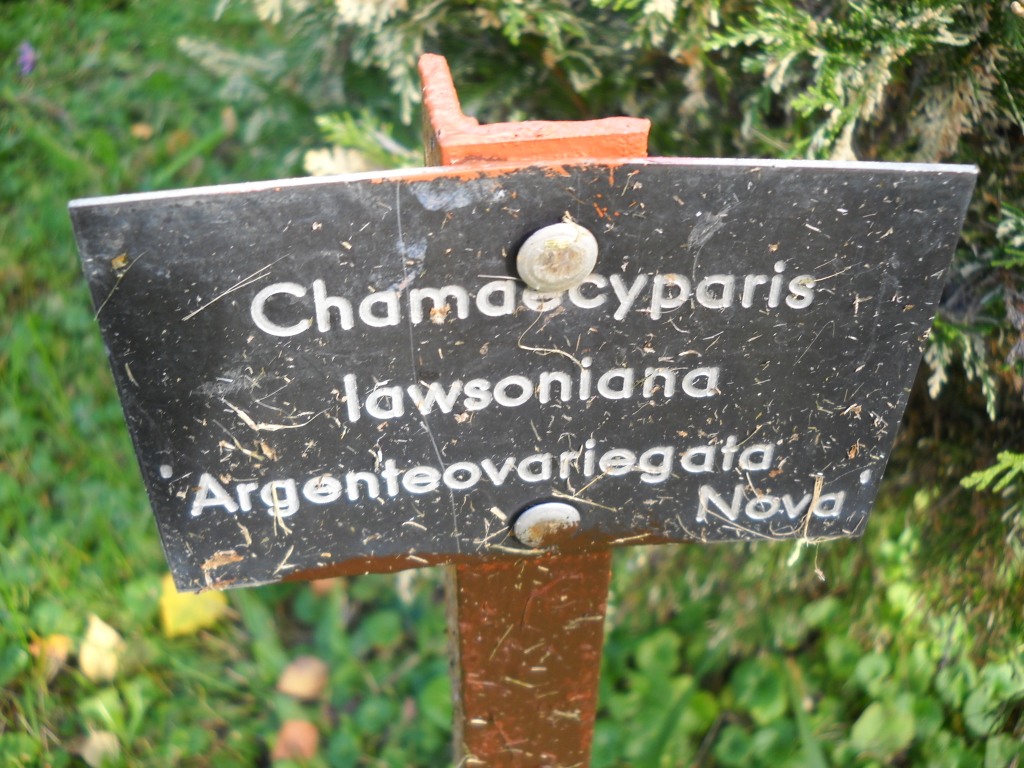 Chamaecyparis
lawsoniana
'Argenteovariegata
Nova'